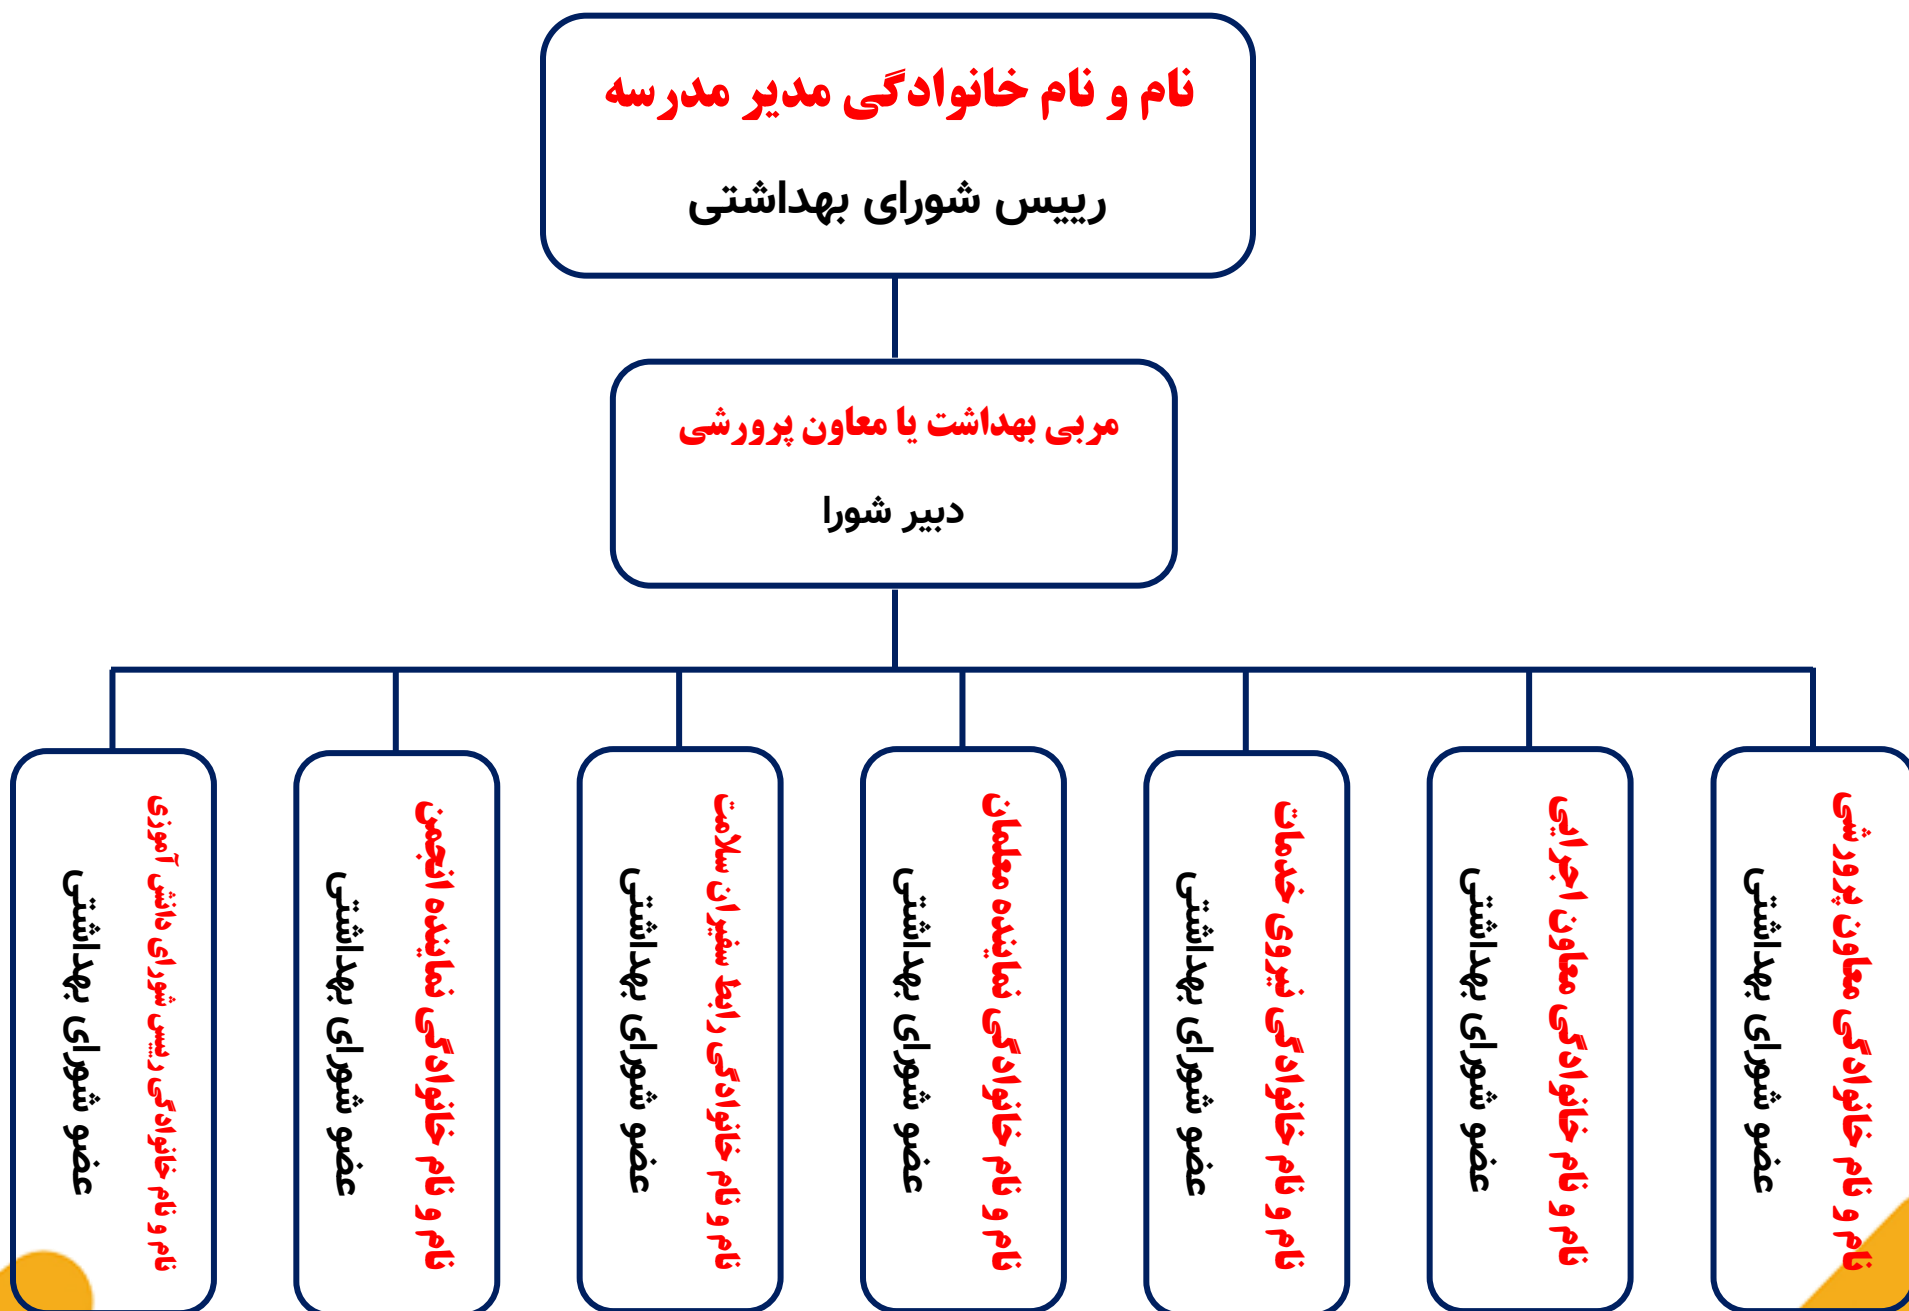 نام و نام خانوادگی مدیر مدرسه
رییس شورای بهداشتی
مربی بهداشت یا معاون پرورشی
دبیر شورا
نام و نام خانوادگی معاون پرورشی
عضو شورای بهداشتی
نام و نام خانوادگی معاون اجرایی
عضو شورای بهداشتی
نام و نام خانوادگی نیروی خدمات
عضو شورای بهداشتی
نام و نام خانوادگی نماینده معلمان
عضو شورای بهداشتی
نام و نام خانوادگی رابط سفیران سلامت
عضو شورای بهداشتی
نام و نام خانوادگی نماینده انجمن
عضو شورای بهداشتی
نام و نام خانوادگی رییس شورای دانش آموزی
عضو شورای بهداشتی